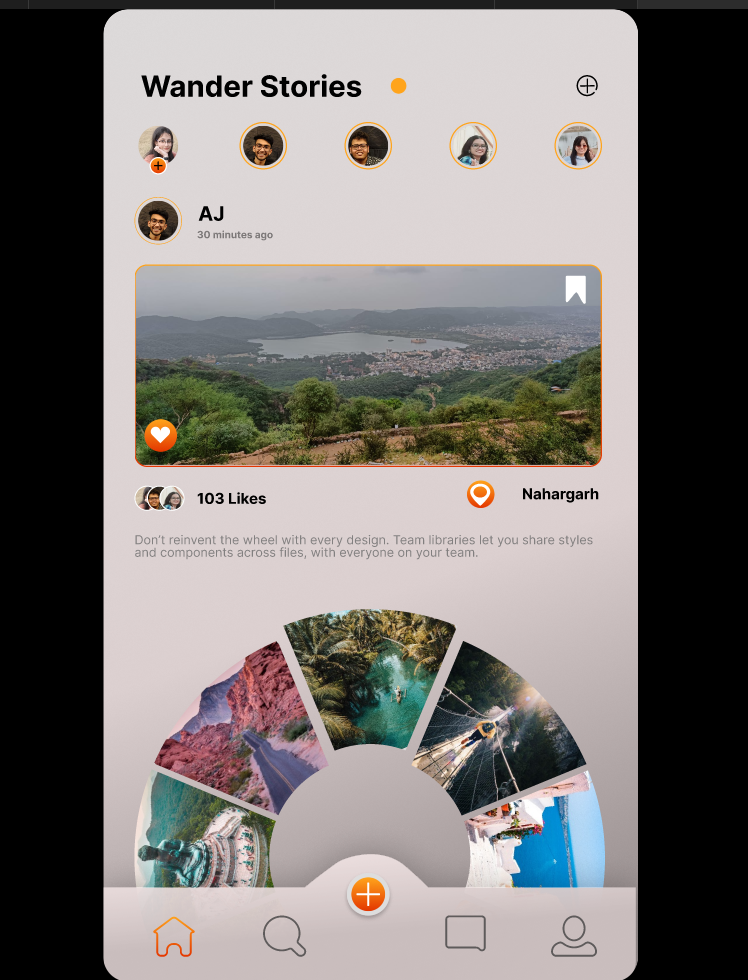 Wander Stories
AJ
30 minutes ago
103 Likes
Nahargarh
Don't reinvent the wheel with every design. Team libraries let you share styles
and components across files, with everyone on your team.